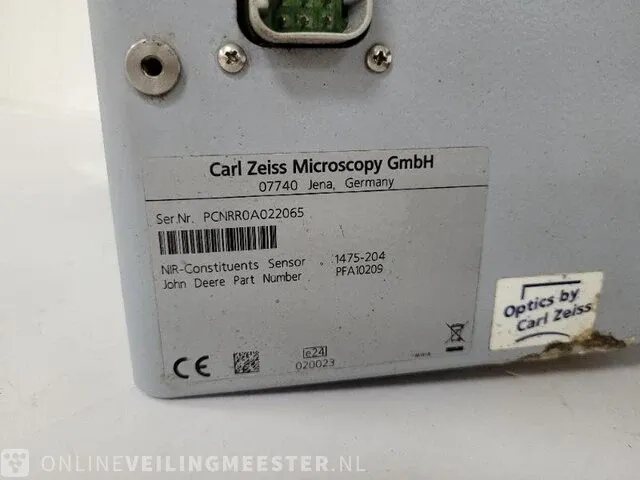 Carl Zeiss Microscopy GmbH
07740 Jena, Germany
Ser.Nr. PCNRR0A022065
NIR-Constituents Sensor 1475-204
John Deere Part Number PFA10209
Optics by
Carl Zeiss
CE
e24
020023
ONLINEVEILINGMEESTER.NL